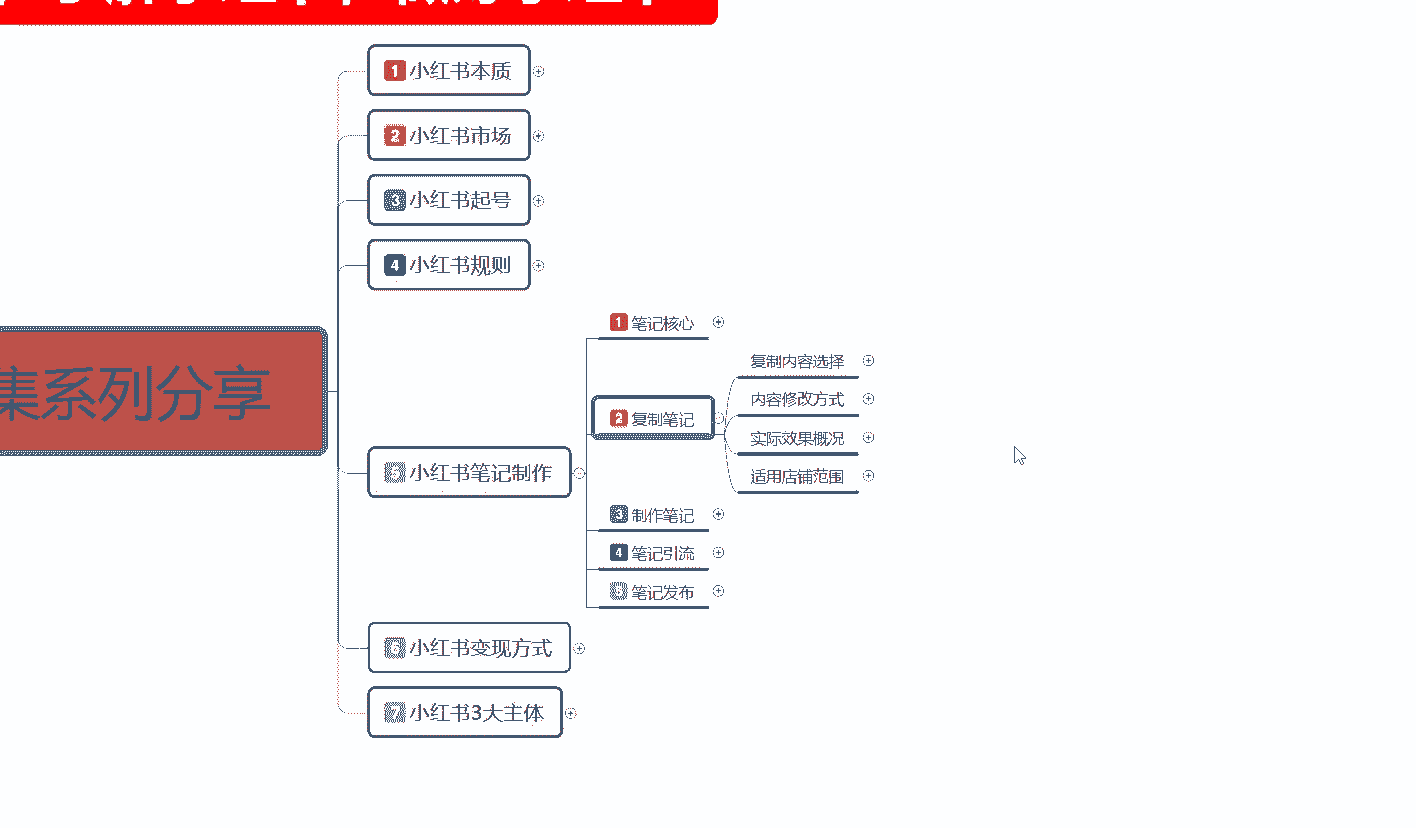 1 小红书本质
2 小红书市场
3 小红书起号
4 小红书规则
集系列分享
5 小红书笔记制作
1 笔记核心
2 复制笔记
复制内容选择
内容修改方式
实际效果概况
适用店铺范围
3 制作笔记
4 笔记引流
5 笔记发布
6 小红书变现方式
7 小红书3大主体